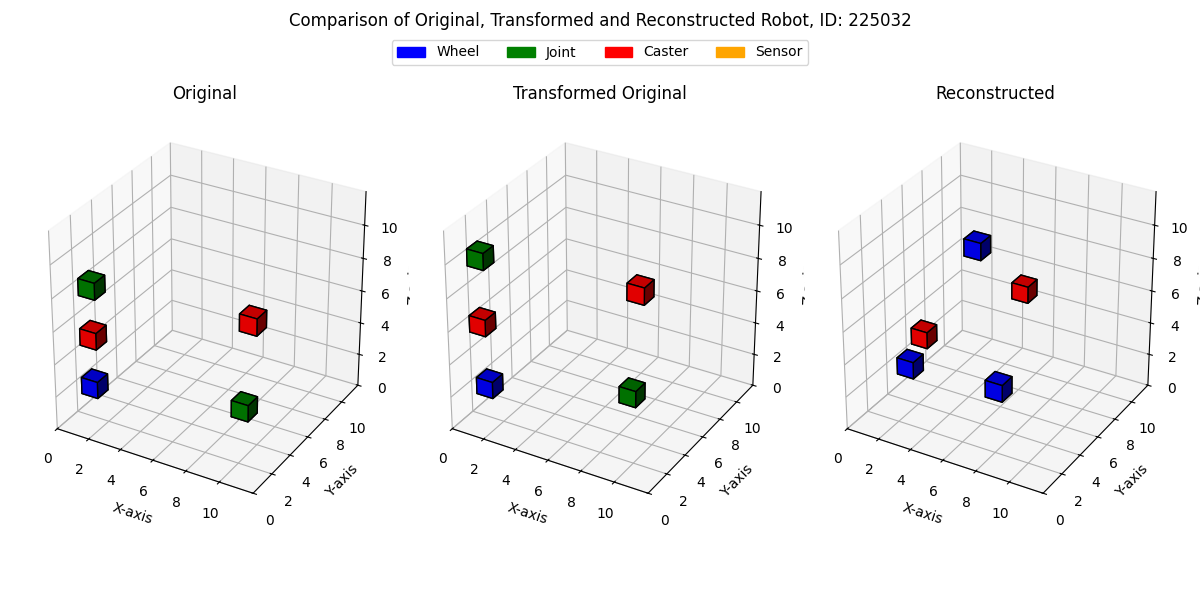 Comparison of Original, Transformed and Reconstructed Robot, ID: 225032
Wheel Joint Caster Sensor
Original
0 2 4 6 8 10
X-axis
0 2 4 6 8 10
Y-axis
0 2 4 6 8 10
Transformed Original
0 2 4 6 8 10
X-axis
0 2 4 6 8 10
Y-axis
0 2 4 6 8 10
Reconstructed
0 2 4 6 8 10
X-axis
0 2 4 6 8 10
Y-axis
0 2 4 6 8 10